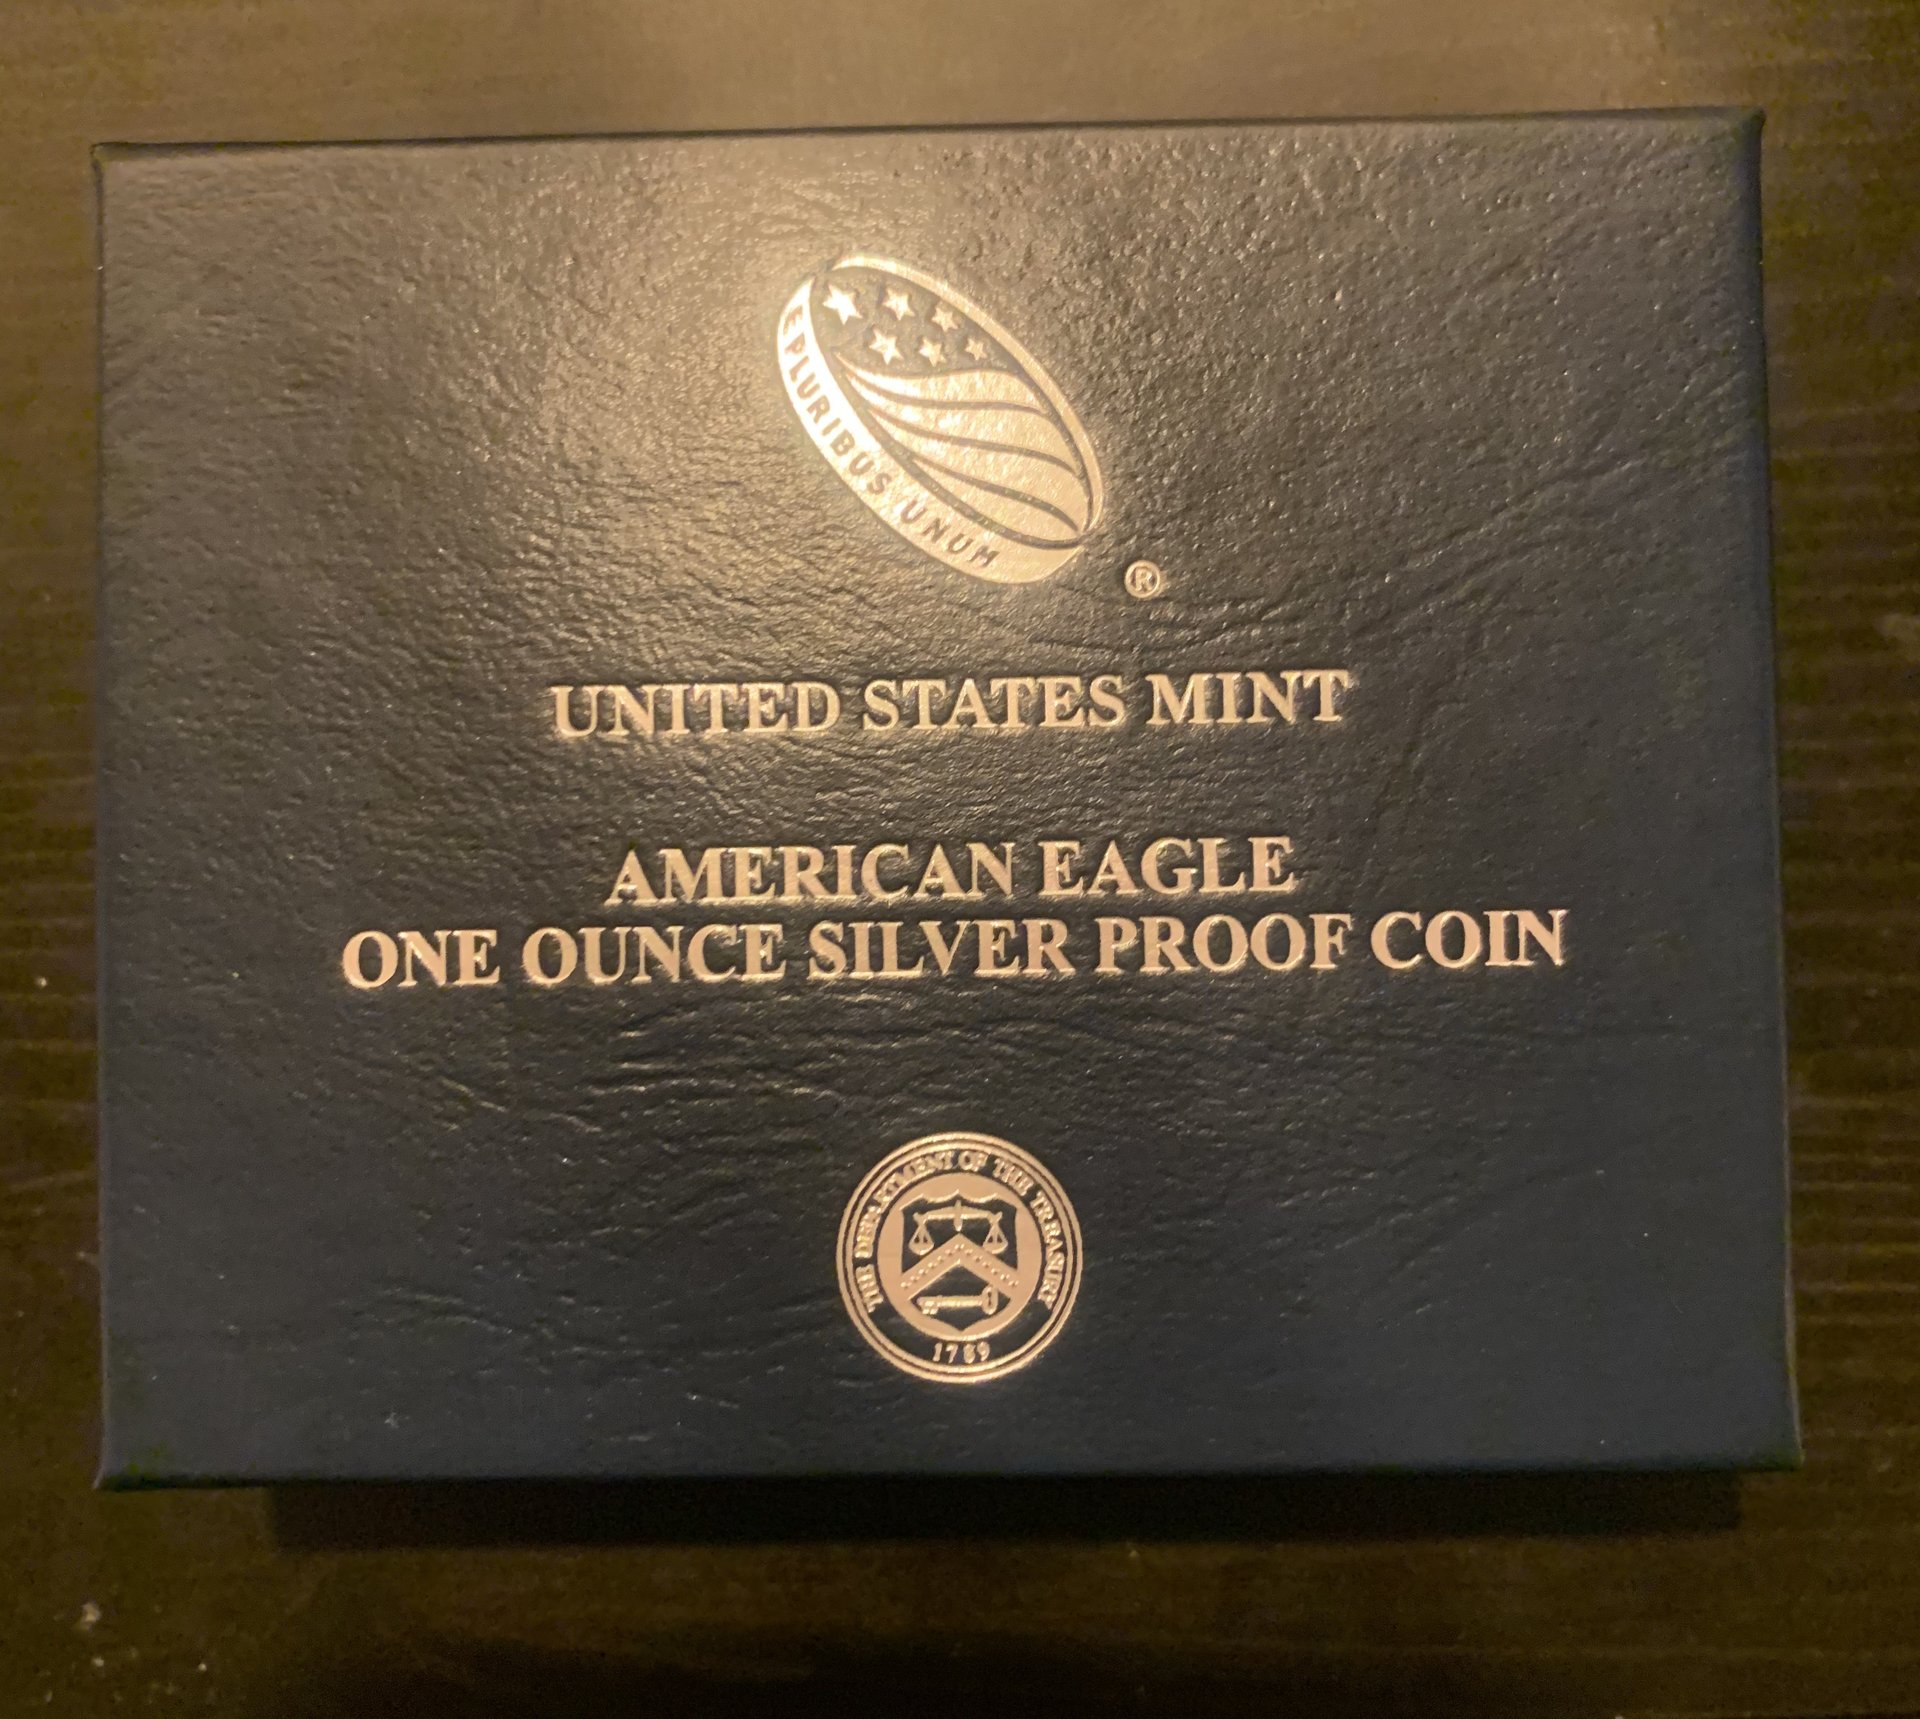 E PLURIBUS UNUM
®
UNITED STATES MINT
AMERICAN EAGLE
ONE OUNCE SILVER PROOF COIN
THE DEPARTMENT OF THE TREASURY
1789